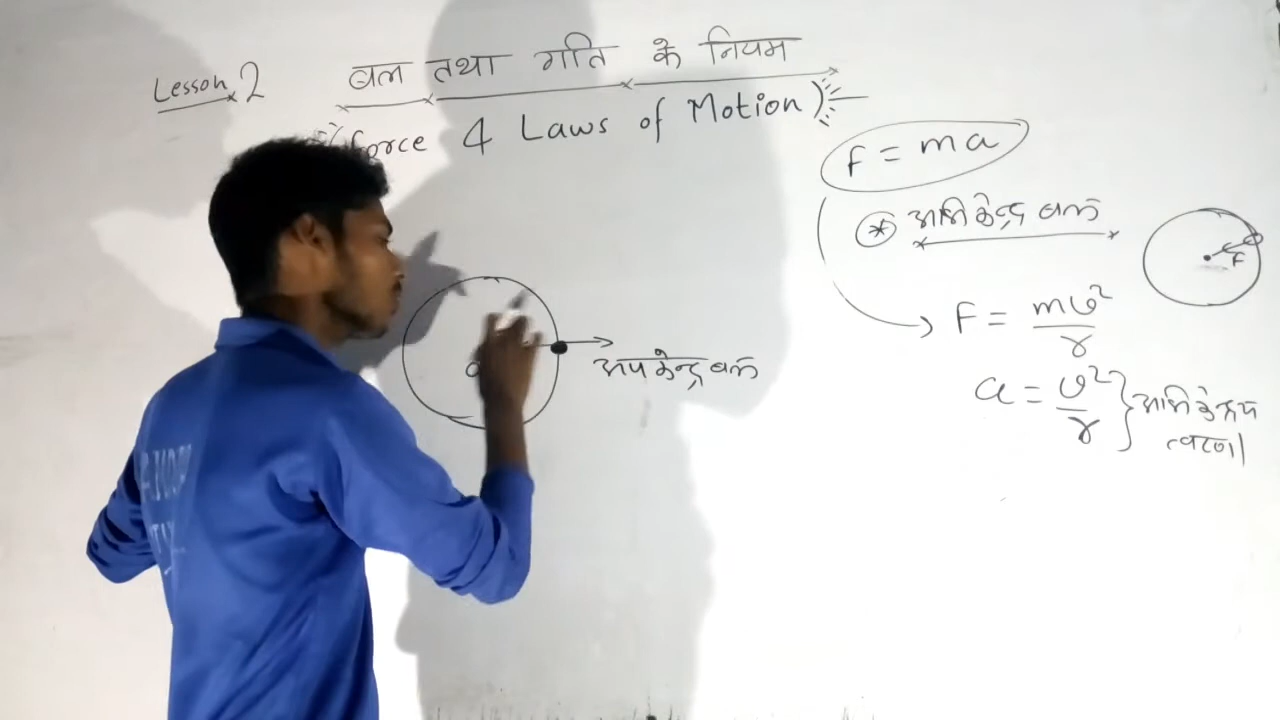 Lesson 2
बल तथा गति के नियम
(force 4 Laws of Motion)
F = ma
* अभिकेन्द्र बल
F
F = mv²/r
a = v²/r } अभिकेन्द्रीय
त्वरण।
अपकेन्द्र बल